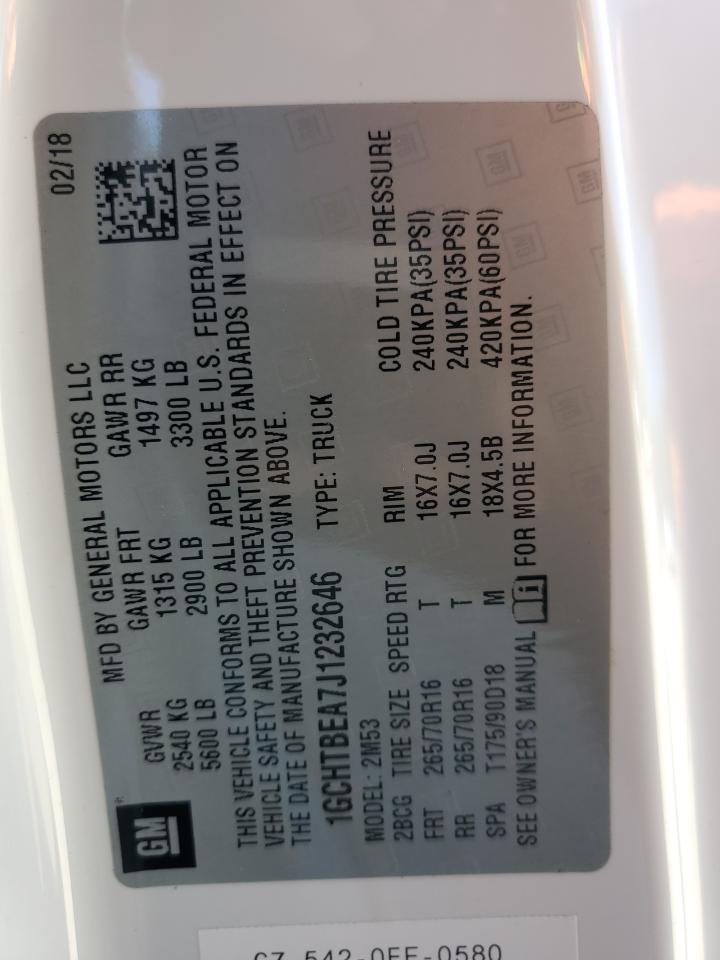 02/18
MFD BY GENERAL MOTORS LLC
GM
GVWR GAWR FRT GAWR RR
2540 KG 1315 KG 1497 KG
5600 LB 2900 LB 3300 LB
THIS VEHICLE CONFORMS TO ALL APPLICABLE U.S. FEDERAL MOTOR
VEHICLE SAFETY AND THEFT PREVENTION STANDARDS IN EFFECT ON
THE DATE OF MANUFACTURE SHOWN ABOVE.
1GCHTBEA7J1232646 TYPE: TRUCK
MODEL: 2M53
2BCG TIRE SIZE SPEED RTG RIM COLD TIRE PRESSURE
FRT 265/70R16 T 16X7.0J 240KPA(35PSI)
RR 265/70R16 T 16X7.0J 240KPA(35PSI)
SPA T175/90D18 M 18X4.5B 420KPA(60PSI)
SEE OWNER'S MANUAL FOR MORE INFORMATION.